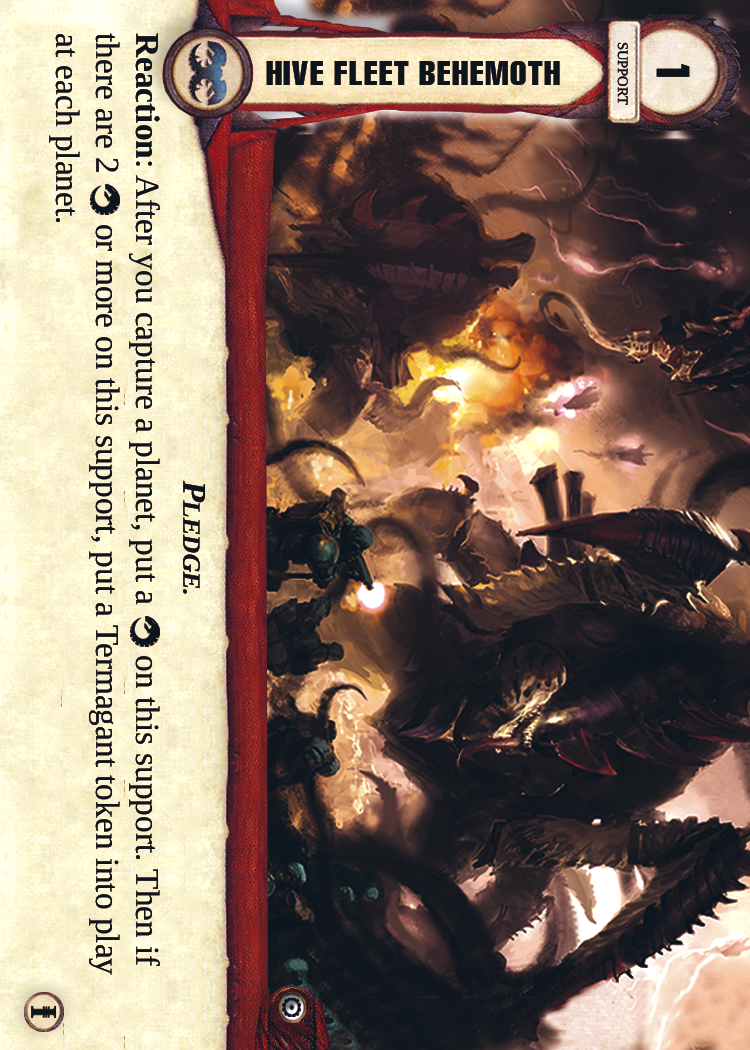 1
SUPPORT
HIVE FLEET BEHEMOTH
PLEDGE.
Reaction: After you capture a planet, put a on this support. Then if
there are 2 or more on this support, put a Termagant token into play
at each planet.
I